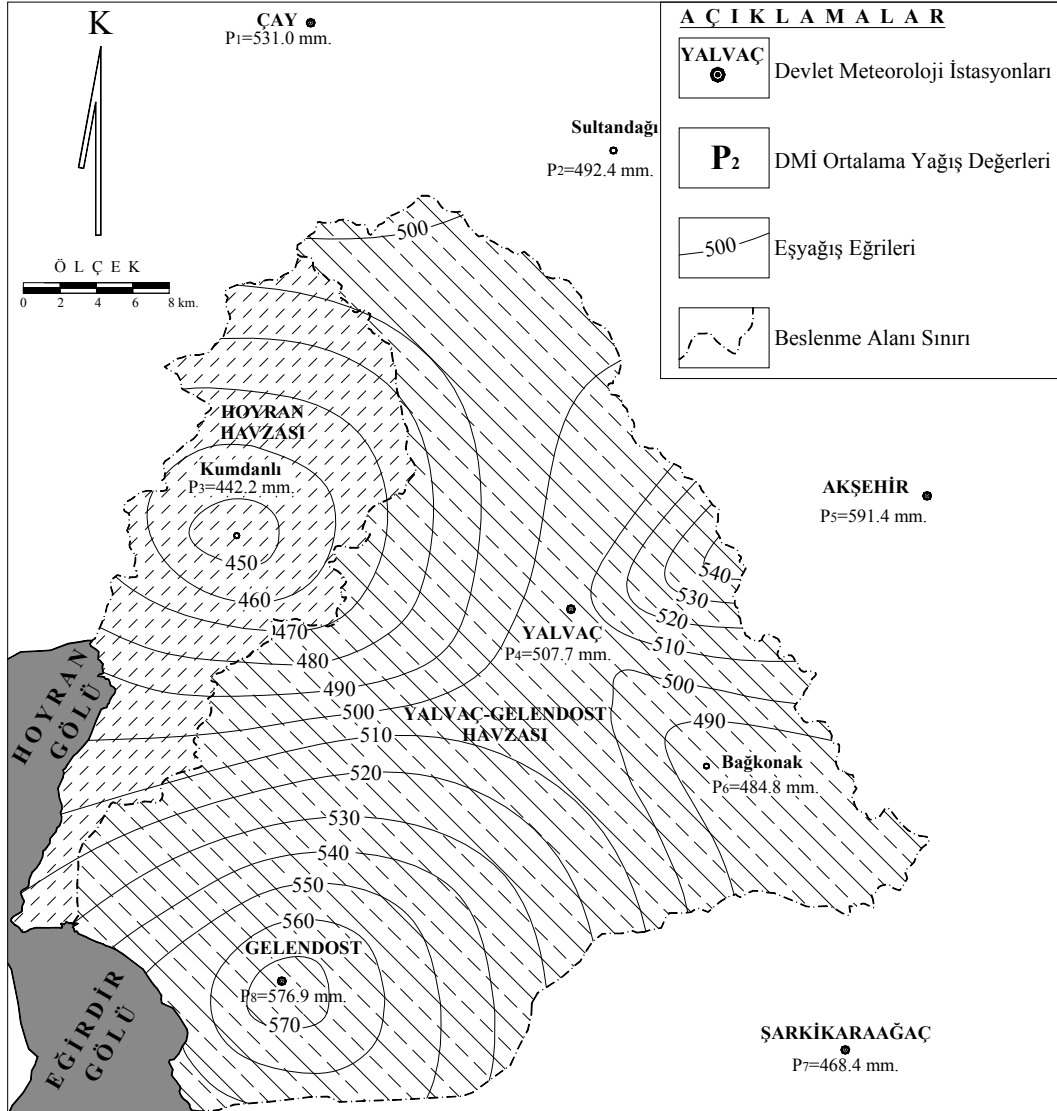 K
ÇAY
P1=531.0 mm.
Sultandağı
P2=492.4 mm.
A Ç I K L A M A L A R
YALVAÇ
Devlet Meteoroloji İstasyonları
P2
DMİ Ortalama Yağış Değerleri
500
Eşyağış Eğrileri
Beslenme Alanı Sınırı
Ö L Ç E K
0 2 4 6 8 km.
500
HOYRAN
HAVZASI
Kumdanlı
P3=442.2 mm.
450
460
470
480
490
500
510
520
530
540
550
560
570
AKŞEHİR
P5=591.4 mm.
540
530
520
510
500
490
YALVAÇ
P4=507.7 mm.
YALVAÇ-GELENDOST
HAVZASI
Bağkonak
P6=484.8 mm.
HOYRAN
GÖLÜ
GELENDOST
P8=576.9 mm.
EĞİRDİR
GÖLÜ
ŞARKİKARAAĞAÇ
P7=468.4 mm.